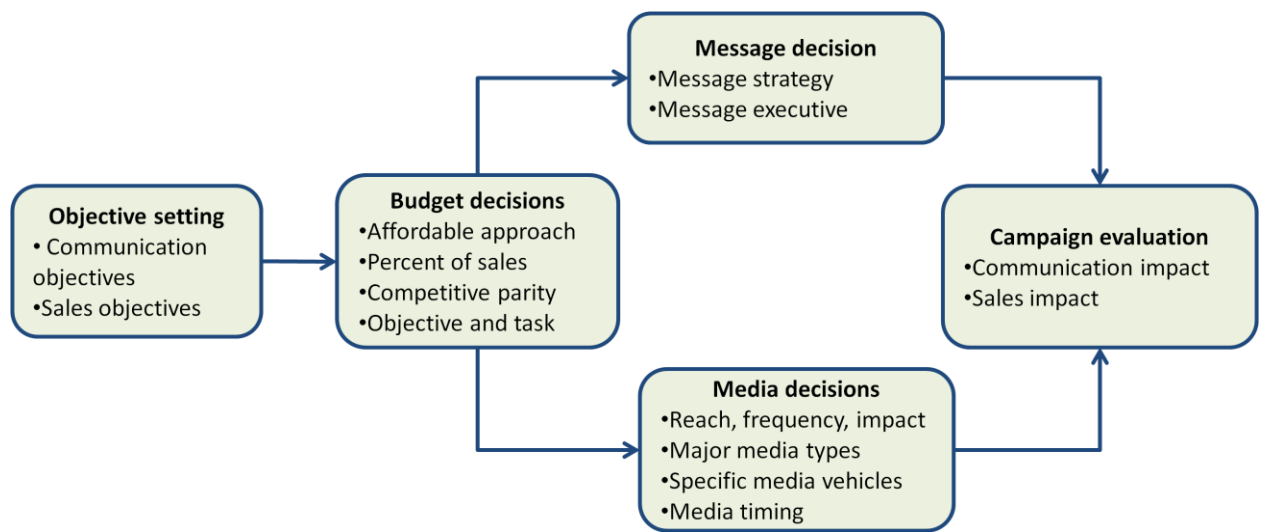 Objective setting
• Communication
objectives
•Sales objectives
Budget decisions
•Affordable approach
•Percent of sales
•Competitive parity
•Objective and task
Message decision
•Message strategy
•Message executive
Media decisions
•Reach, frequency, impact
•Major media types
•Specific media vehicles
•Media timing
Campaign evaluation
•Communication impact
•Sales impact